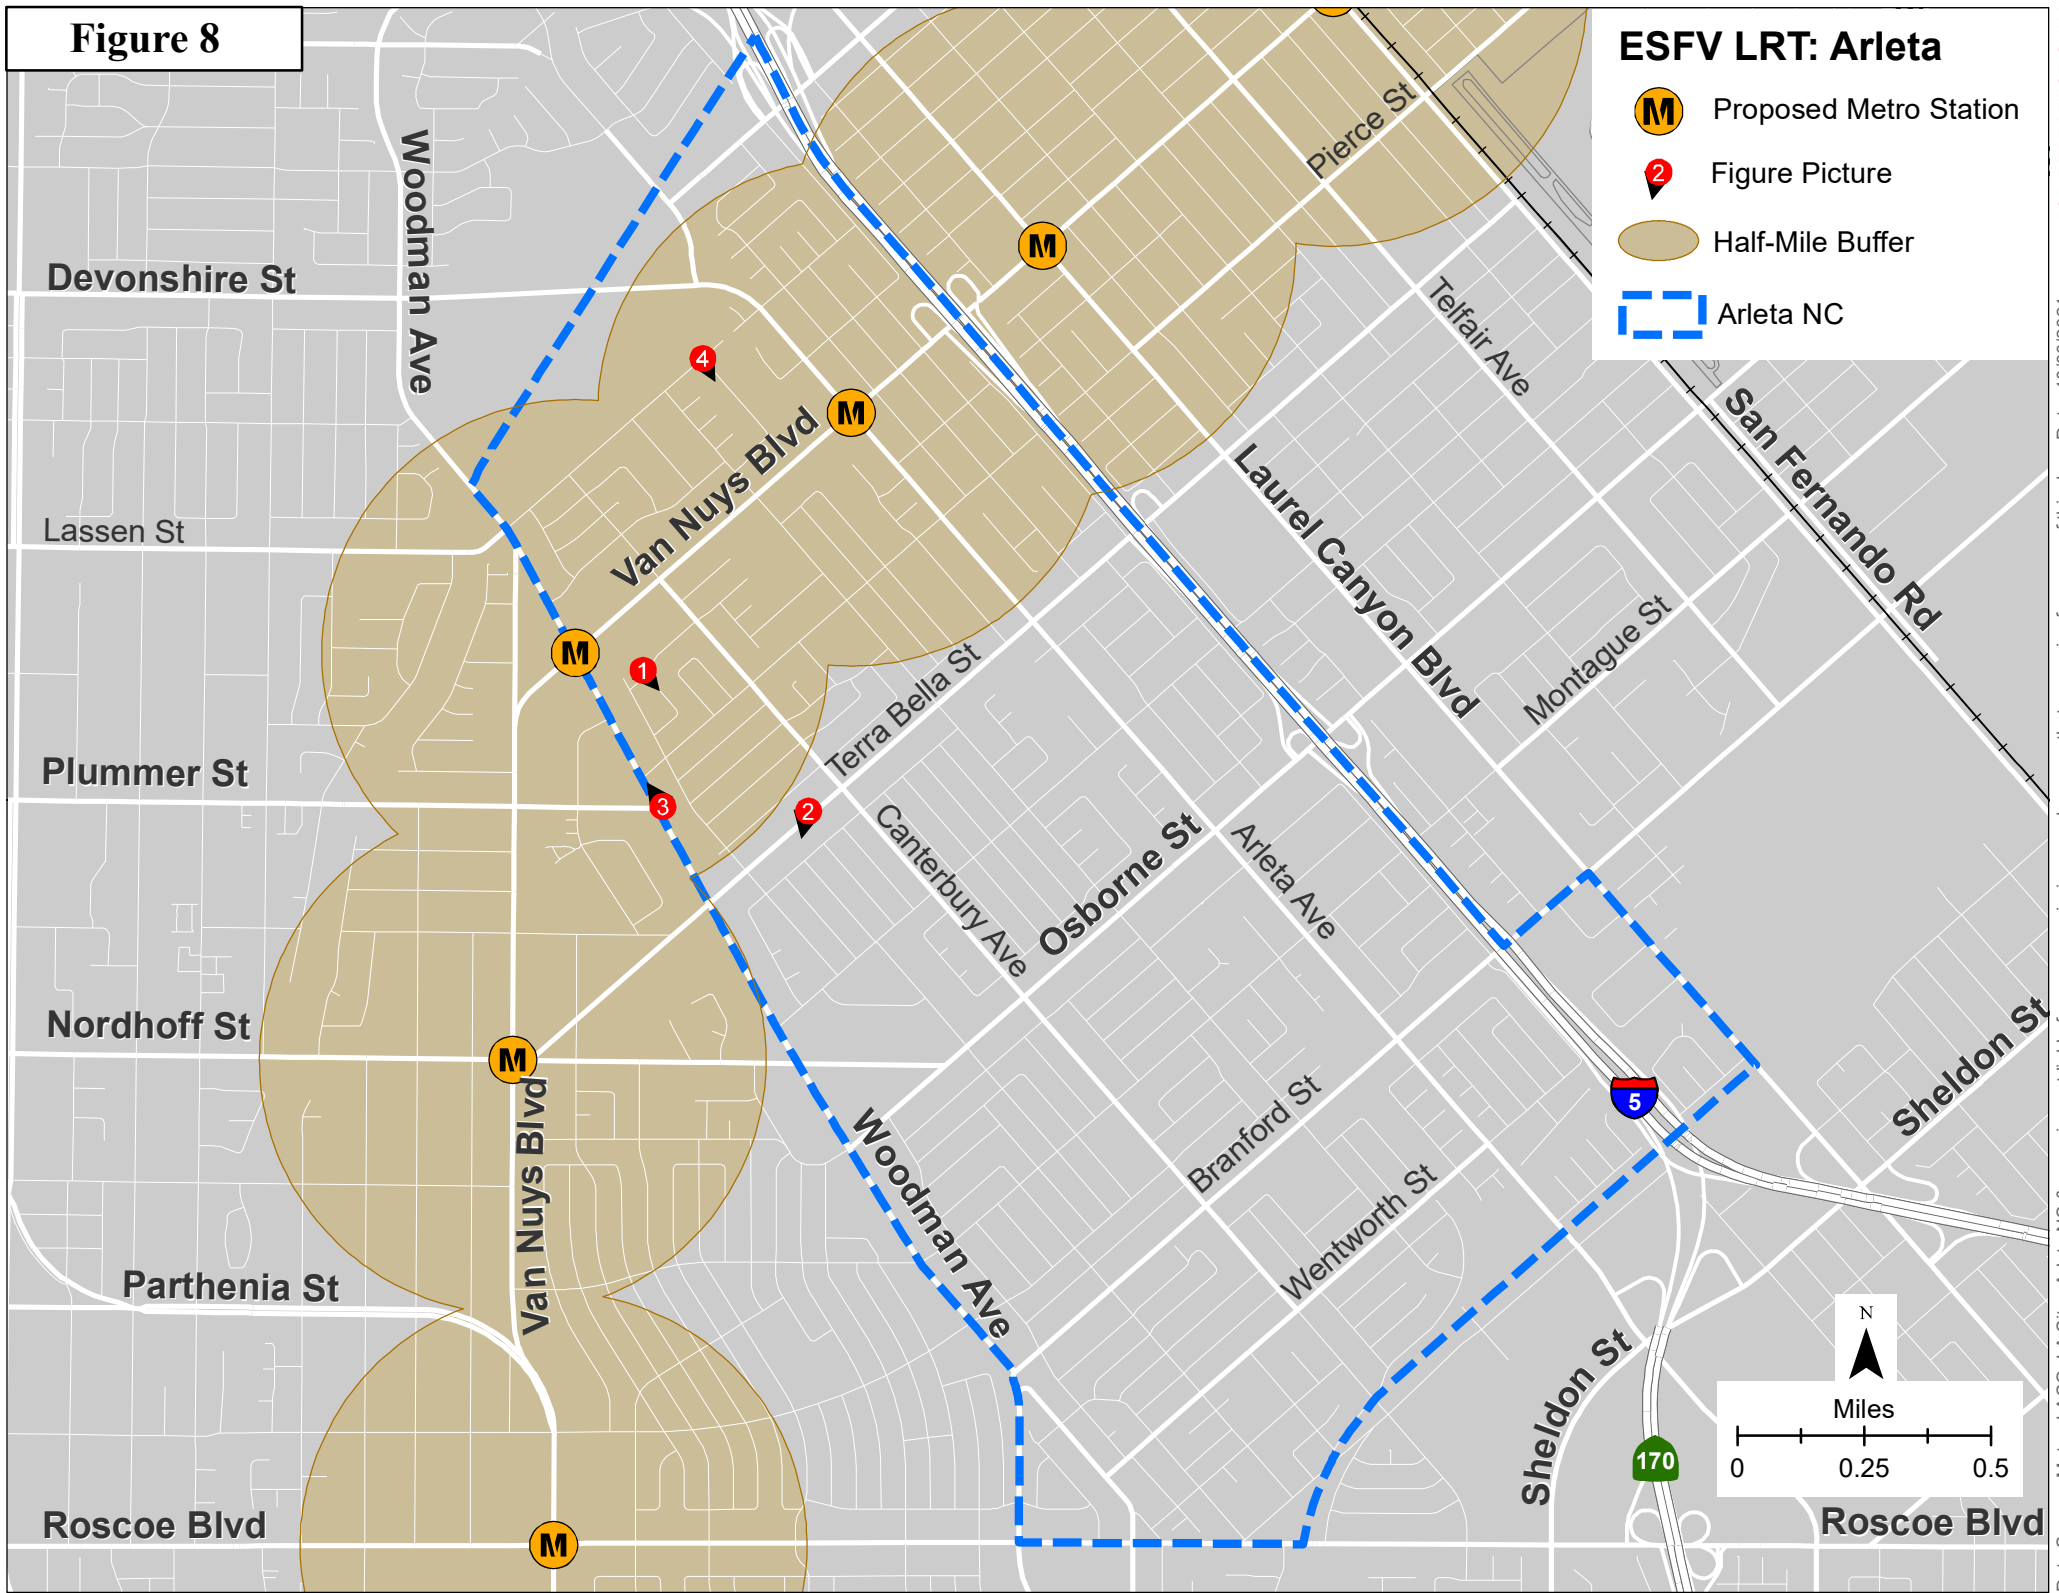 Figure 8
ESFV LRT: Arleta
M Proposed Metro Station
2 Figure Picture
Half-Mile Buffer
Arleta NC
Woodman Ave
Pierce St
M
Devonshire St
Telfair Ave
4
M
San Fernando Rd
Van Nuys Blvd
Laurel Canyon Blvd
Lassen St
M
1
Terra Bella St
Montague St
Plummer St
3
2
Canterbury Ave
Osborne St
Arleta Ave
Nordhoff St
M
Sheldon St
5
Van Nuys Blvd
Woodman Ave
Branford St
Wentworth St
Parthenia St
N
Sheldon St
Miles
0 0.25 0.5
170
Roscoe Blvd
M
Roscoe Blvd